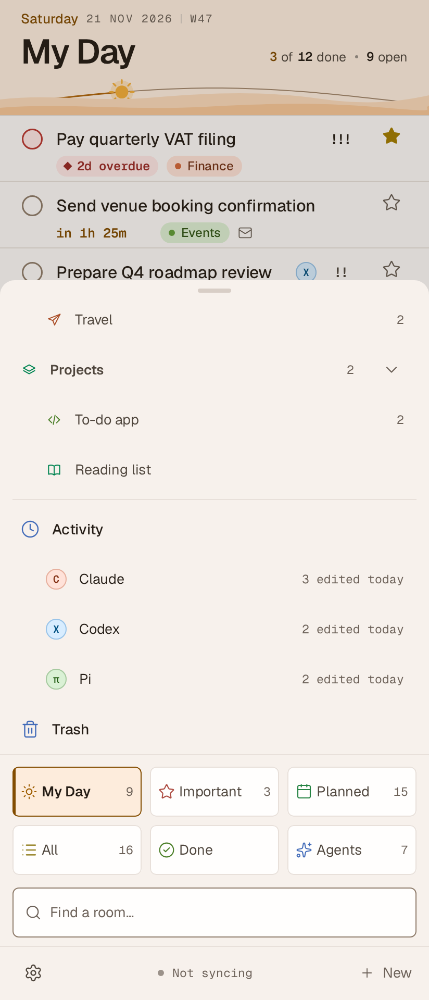 Saturday 21 NOV 2026 | W47
My Day
3 of 12 done • 9 open
Pay quarterly VAT filing !!!
2d overdue Finance
Send venue booking confirmation
in 1h 25m Events
Prepare Q4 roadmap review X !!
Travel 2
Projects 2
To-do app 2
Reading list
Activity
C Claude 3 edited today
X Codex 2 edited today
π Pi 2 edited today
Trash
My Day 9 Important 3 Planned 15
All 16 Done Agents 7
Find a room…
Not syncing + New